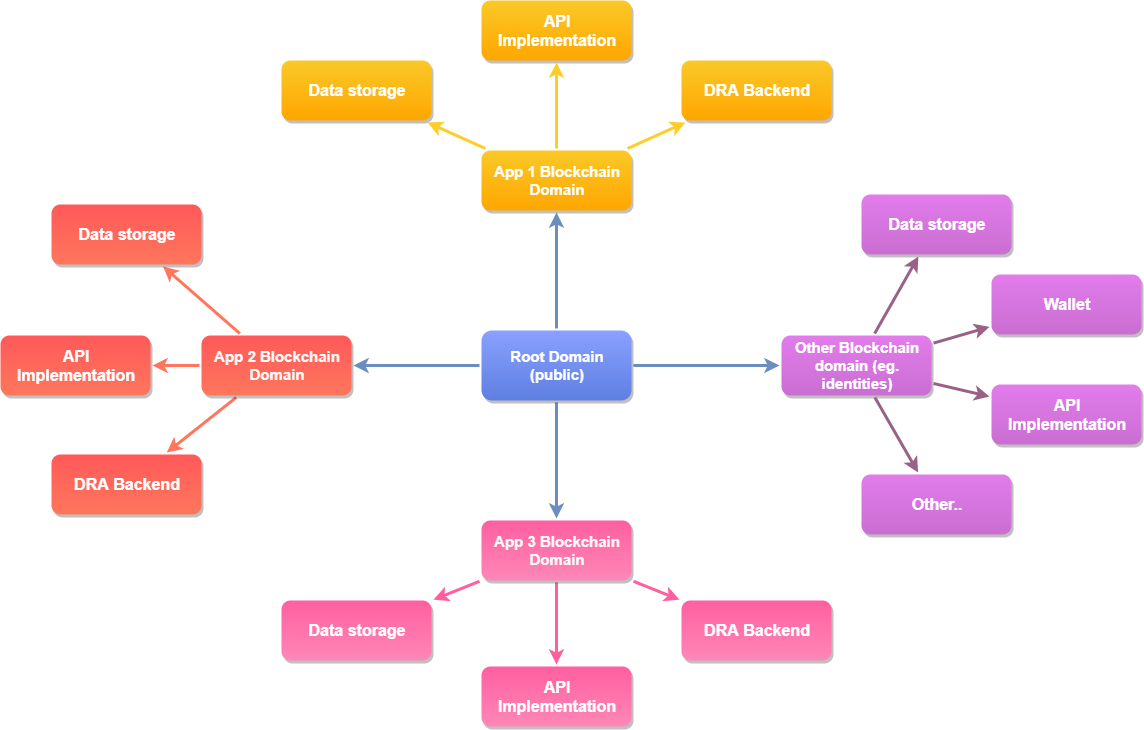 API
Implementation
Data storage
DRA Backend
App 1 Blockchain
Domain
Data storage
API
Implementation
App 2 Blockchain
Domain
DRA Backend
Root Domain
(public)
Data storage
Wallet
Other Blockchain
domain (eg.
identities)
API
Implementation
Other..
App 3 Blockchain
Domain
Data storage
DRA Backend
API
Implementation